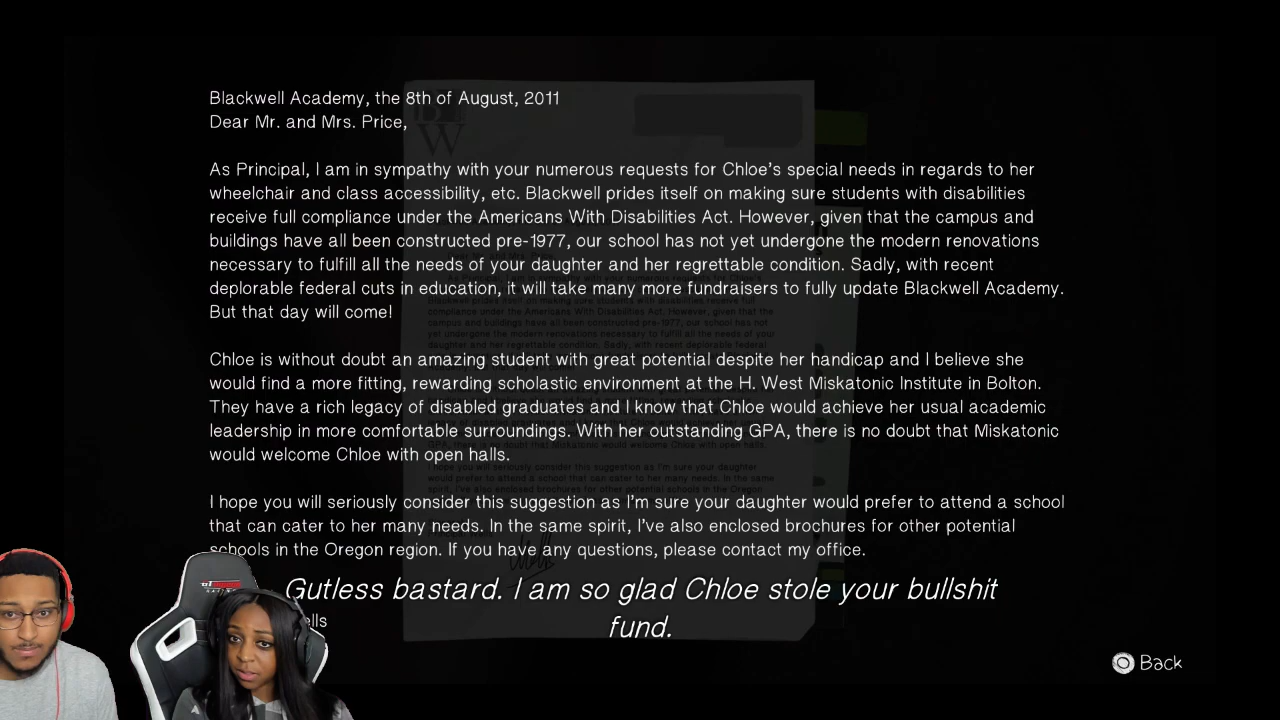 Blackwell Academy, the 8th of August, 2011
Dear Mr. and Mrs. Price,
As Principal, I am in sympathy with your numerous requests for Chloe's special needs in regards to her
wheelchair and class accessibility, etc. Blackwell prides itself on making sure students with disabilities
receive full compliance under the Americans With Disabilities Act. However, given that the campus and
buildings have all been constructed pre-1977, our school has not yet undergone the modern renovations
necessary to fulfill all the needs of your daughter and her regrettable condition. Sadly, with recent
deplorable federal cuts in education, it will take many more fundraisers to fully update Blackwell Academy.
But that day will come!
Chloe is without doubt an amazing student with great potential despite her handicap and I believe she
would find a more fitting, rewarding scholastic environment at the H. West Miskatonic Institute in Bolton.
They have a rich legacy of disabled graduates and I know that Chloe would achieve her usual academic
leadership in more comfortable surroundings. With her outstanding GPA, there is no doubt that Miskatonic
would welcome Chloe with open halls.
I hope you will seriously consider this suggestion as I'm sure your daughter would prefer to attend a school
that can cater to her many needs. In the same spirit, I've also enclosed brochures for other potential
schools in the Oregon region. If you have any questions, please contact my office.
Gutless bastard. I am so glad Chloe stole your bullshit
fund.
Back